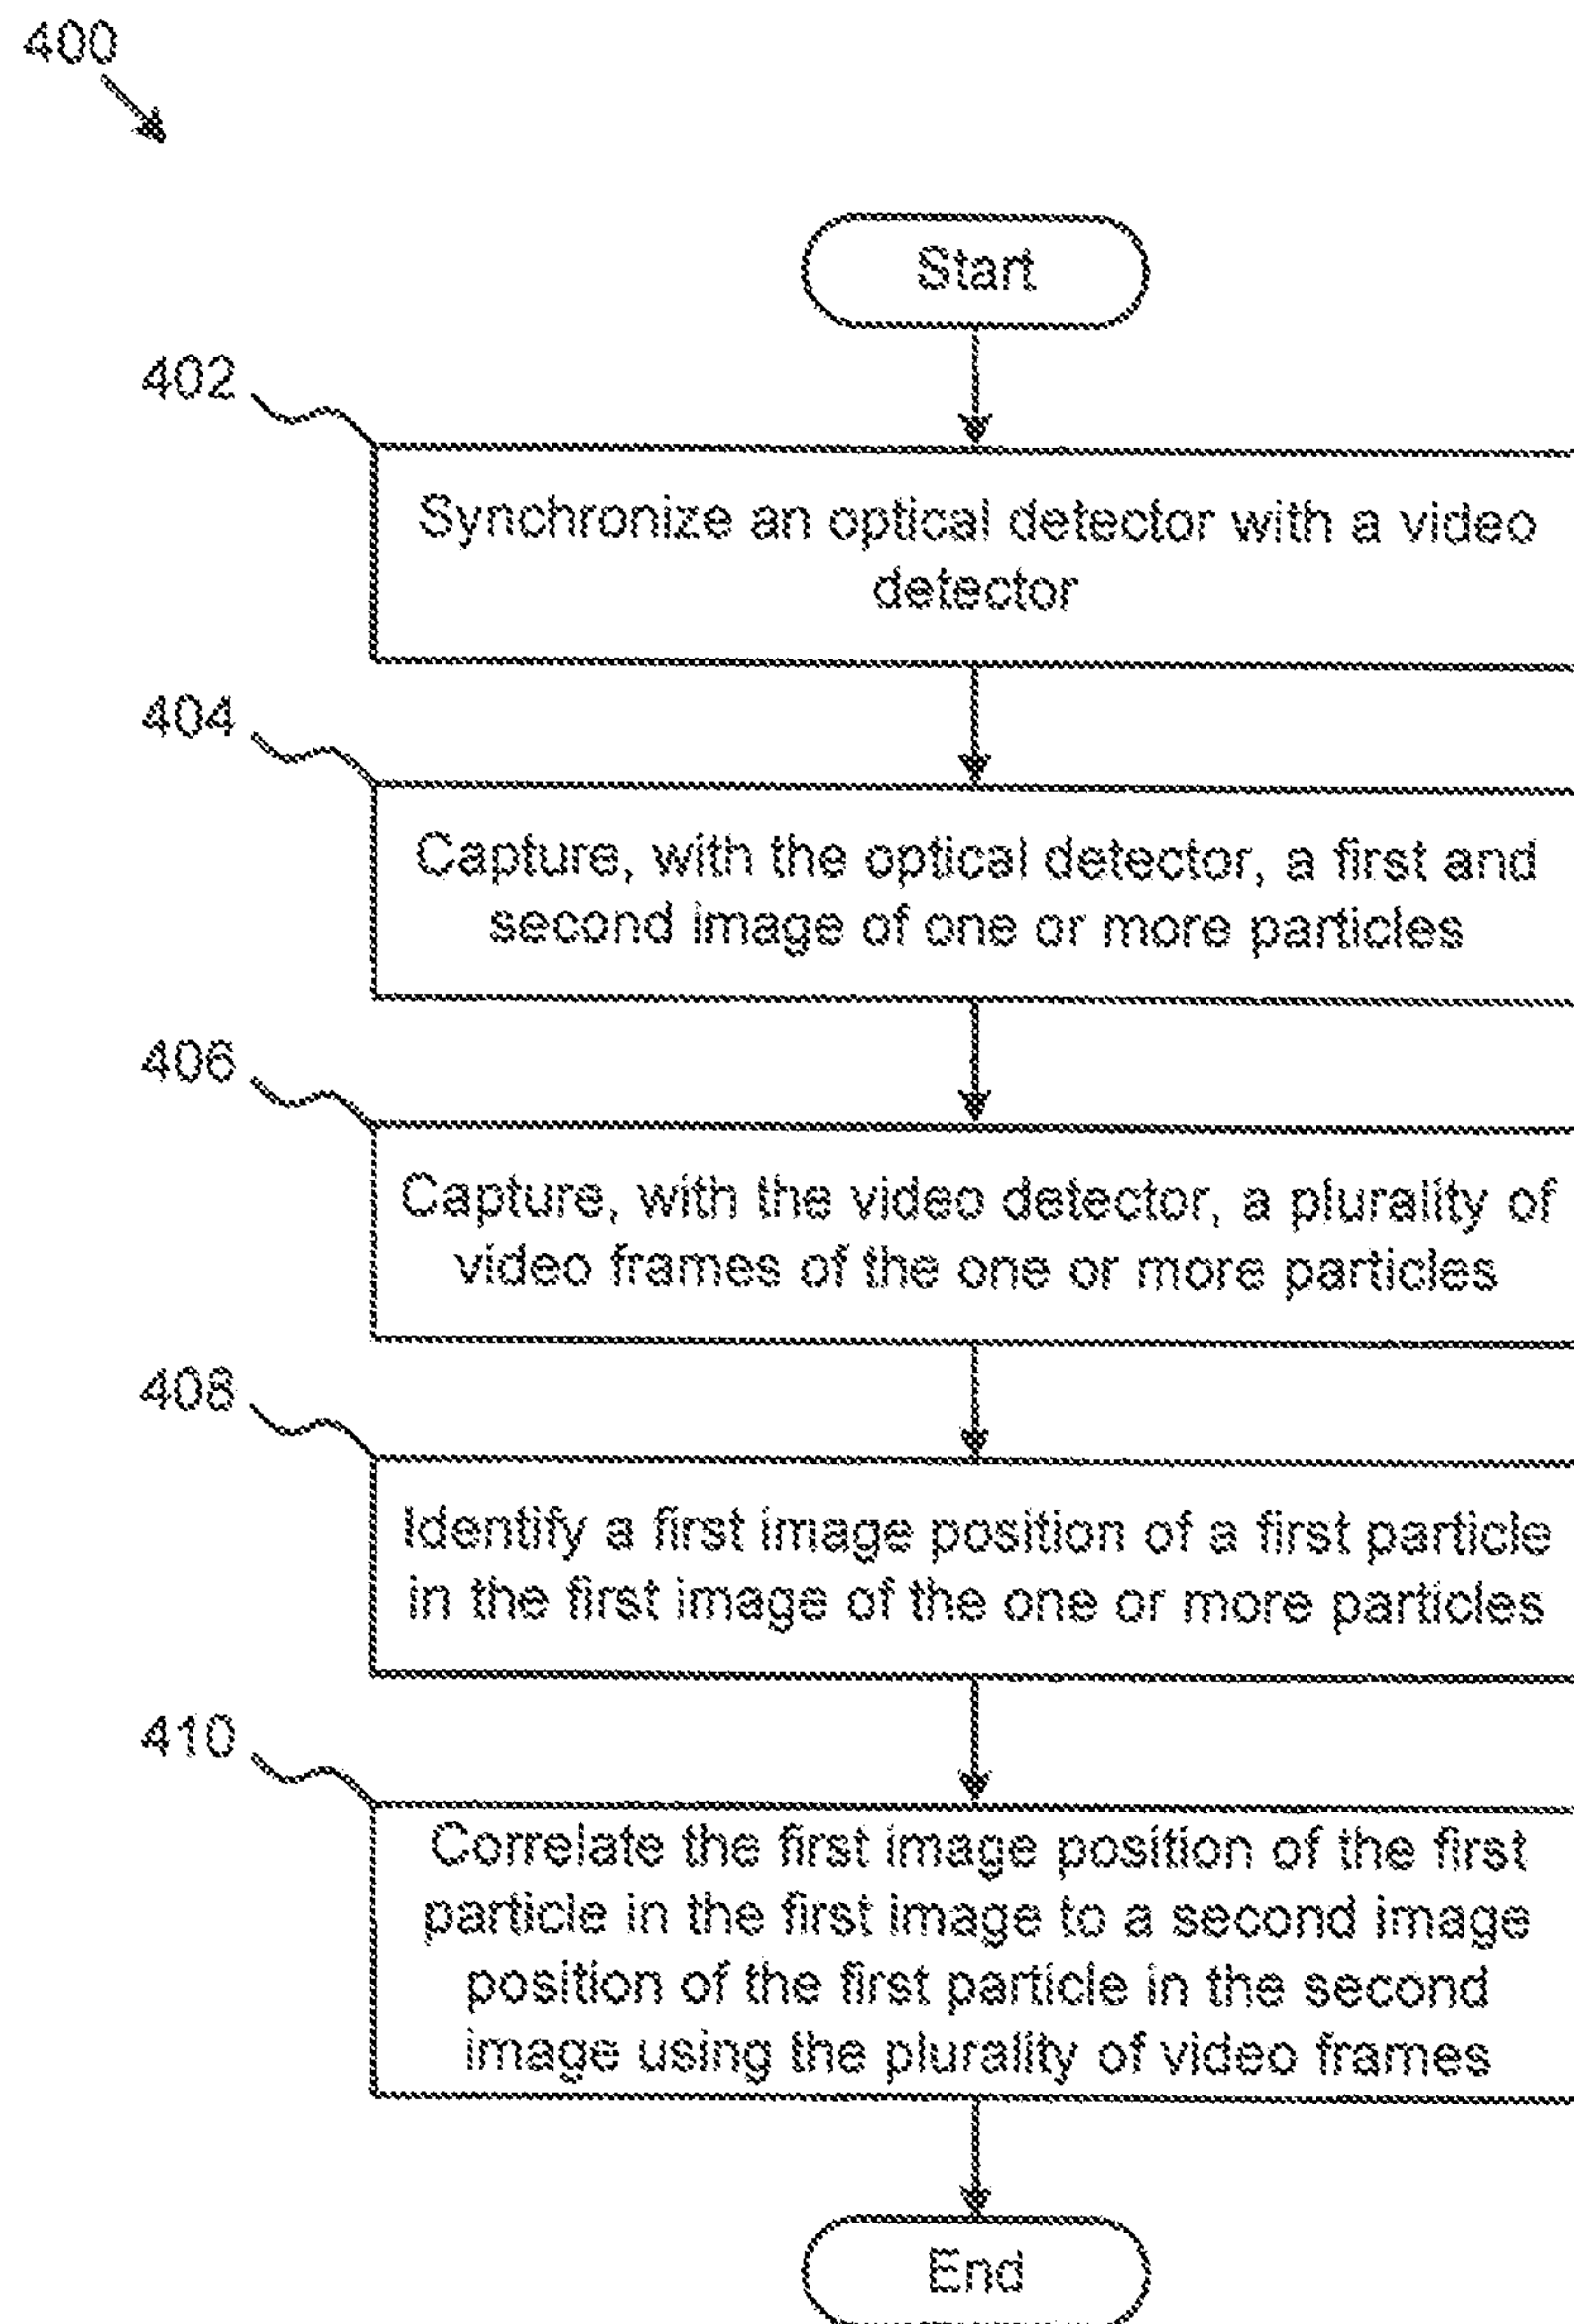 400
Start
402
Synchronize an optical detector with a video
detector
404
Capture, with the optical detector, a first and
second image of one or more particles
406
Capture, with the video detector, a plurality of
video frames of the one or more particles
408
Identify a first image position of a first particle
in the first image of the one or more particles
410
Correlate the first image position of the first
particle in the first image to a second image
position of the first particle in the second
image using the plurality of video frames
End